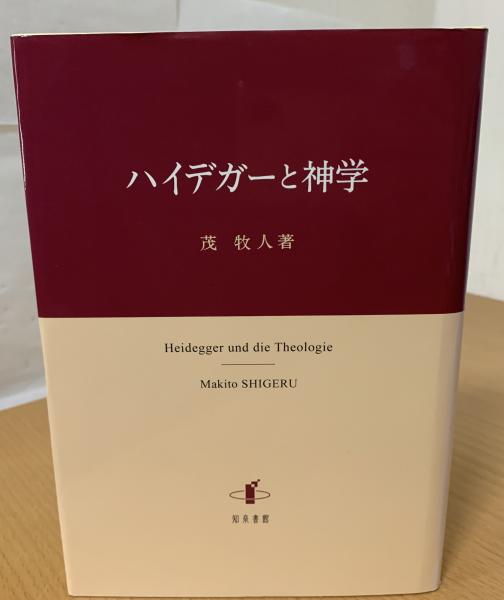 ハイデガーと神学
茂 牧人著
Heidegger und die Theologie
Makito SHIGERU
知泉書館